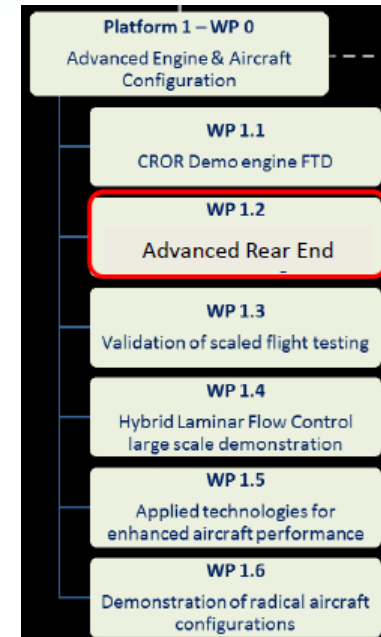 Platform 1 – WP 0
Advanced Engine & Aircraft
Configuration
WP 1.1
CROR Demo engine FTD
WP 1.2
Advanced Rear End
WP 1.3
Validation of scaled flight testing
WP 1.4
Hybrid Laminar Flow Control
large scale demonstration
WP 1.5
Applied technologies for
enhanced aircraft performance
WP 1.6
Demonstration of radical aircraft
configurations